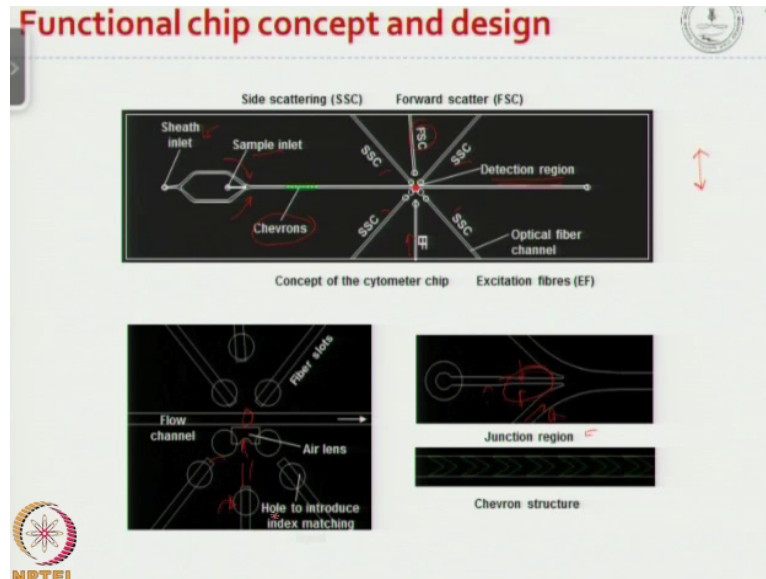 Functional chip concept and design
Side scattering (SSC) Forward scatter (FSC)
Sheath
inlet
Sample inlet
SSC
FSC
SSC
Detection region
Chevrons
SSC
EF
SSC
Optical fiber
channel
Concept of the cytometer chip Excitation fibres (EF)
Fiber slots
Flow
channel
Air lens
Hole to introduce
index matching
Junction region
Chevron structure
NPTEL